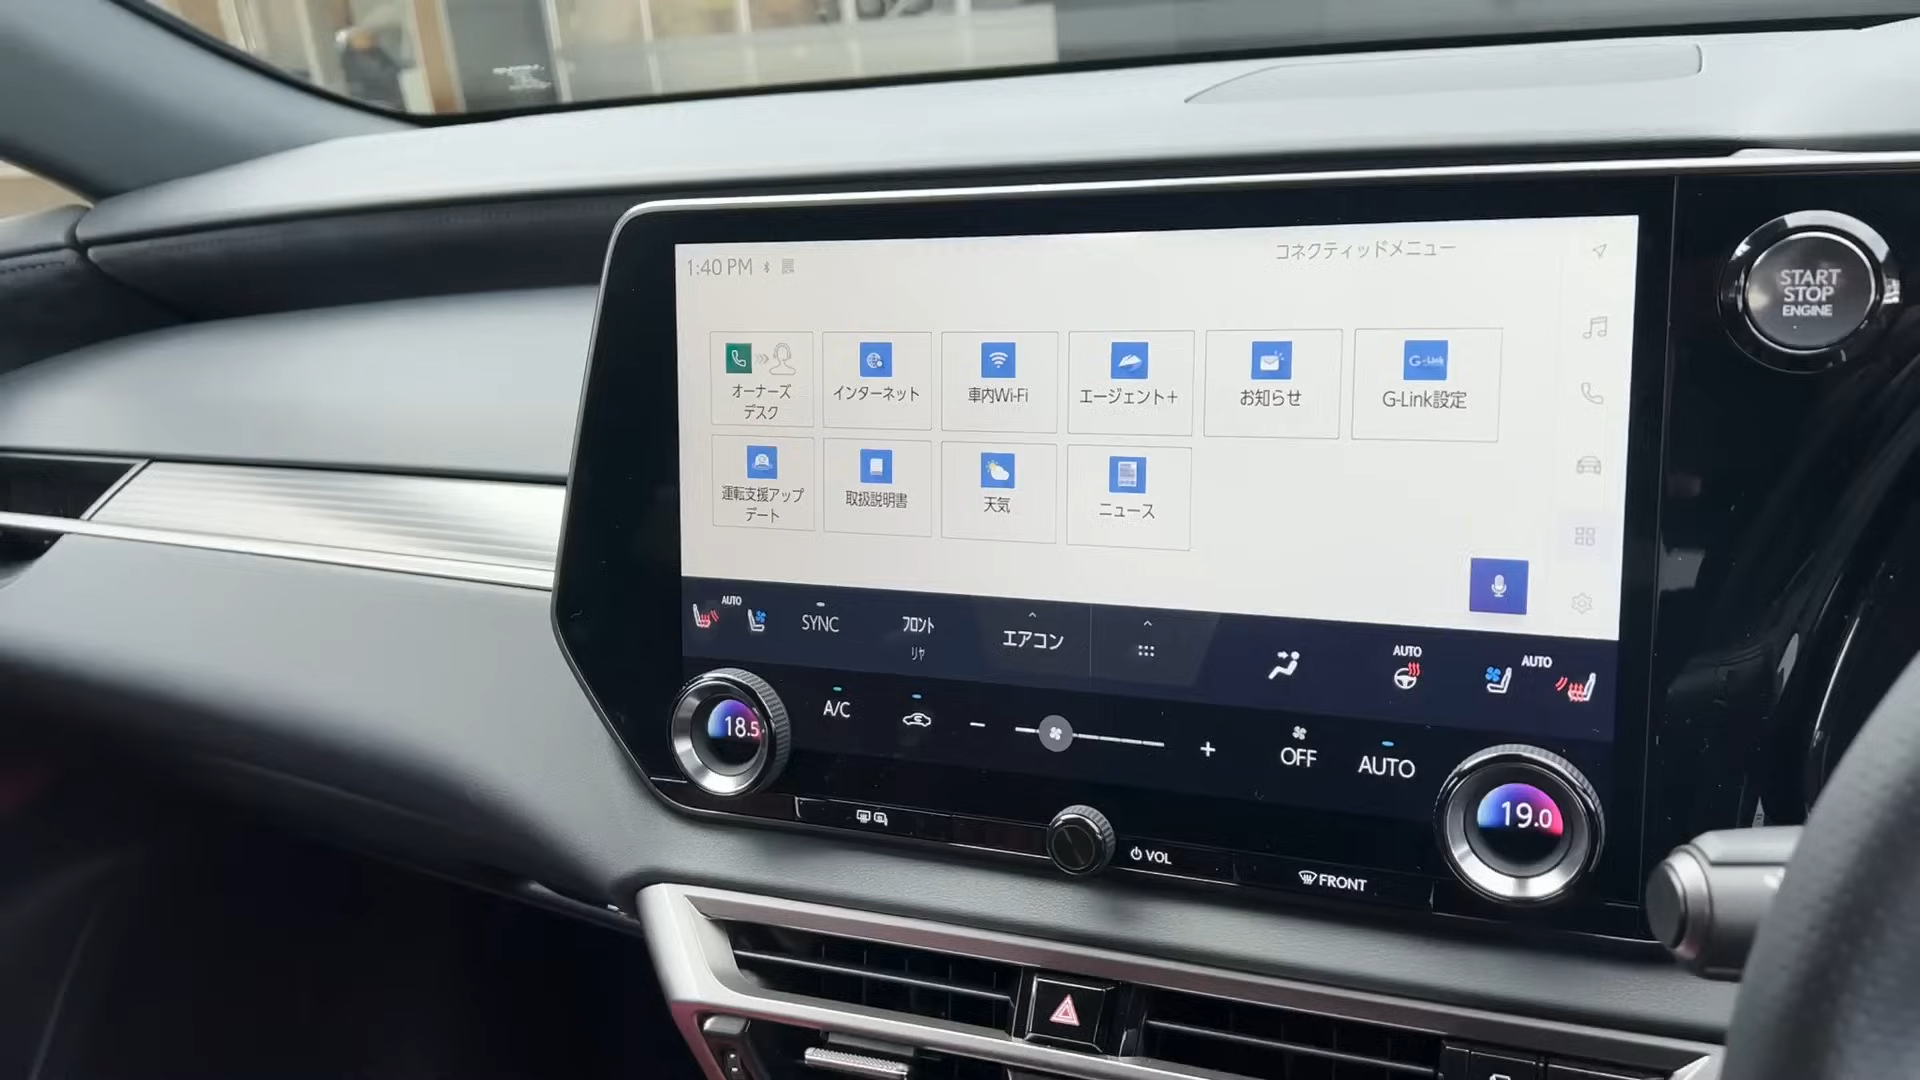 コネクティッドメニュー
1:40 PM
START
STOP
ENGINE
オーナーズ
デスク
インターネット
車内Wi-Fi
エージェント+
お知らせ
G-Link
G-Link設定
運転支援アップ
デート
取扱説明書
天気
ニュース
AUTO
SYNC
フロント
リヤ
エアコン
AUTO
AUTO
18.5
A/C
−
+
OFF
AUTO
19.0
VOL
FRONT